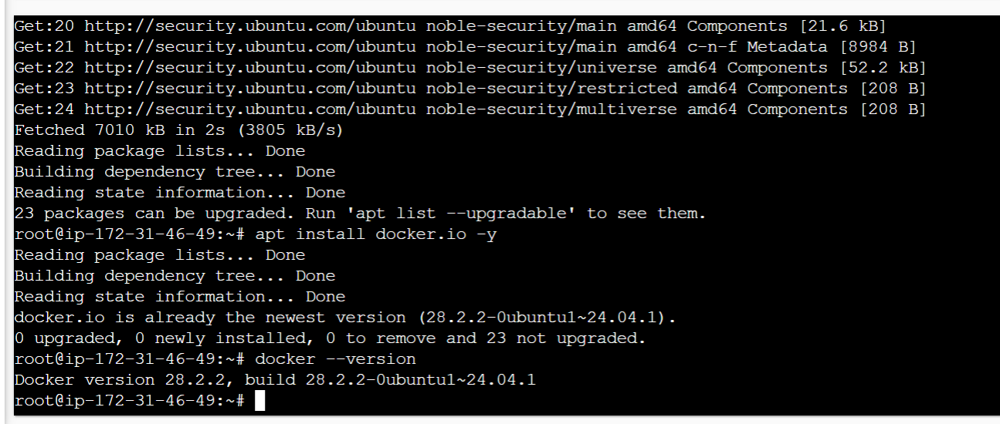 Get:20 http://security.ubuntu.com/ubuntu noble-security/main amd64 Components [21.6 kB]
Get:21 http://security.ubuntu.com/ubuntu noble-security/main amd64 c-n-f Metadata [8984 B]
Get:22 http://security.ubuntu.com/ubuntu noble-security/universe amd64 Components [52.2 kB]
Get:23 http://security.ubuntu.com/ubuntu noble-security/restricted amd64 Components [208 B]
Get:24 http://security.ubuntu.com/ubuntu noble-security/multiverse amd64 Components [208 B]
Fetched 7010 kB in 2s (3805 kB/s)
Reading package lists... Done
Building dependency tree... Done
Reading state information... Done
23 packages can be upgraded. Run 'apt list --upgradable' to see them.
root@ip-172-31-46-49:~# apt install docker.io -y
Reading package lists... Done
Building dependency tree... Done
Reading state information... Done
docker.io is already the newest version (28.2.2-0ubuntu1~24.04.1).
0 upgraded, 0 newly installed, 0 to remove and 23 not upgraded.
root@ip-172-31-46-49:~# docker --version
Docker version 28.2.2, build 28.2.2-0ubuntu1~24.04.1
root@ip-172-31-46-49:~#